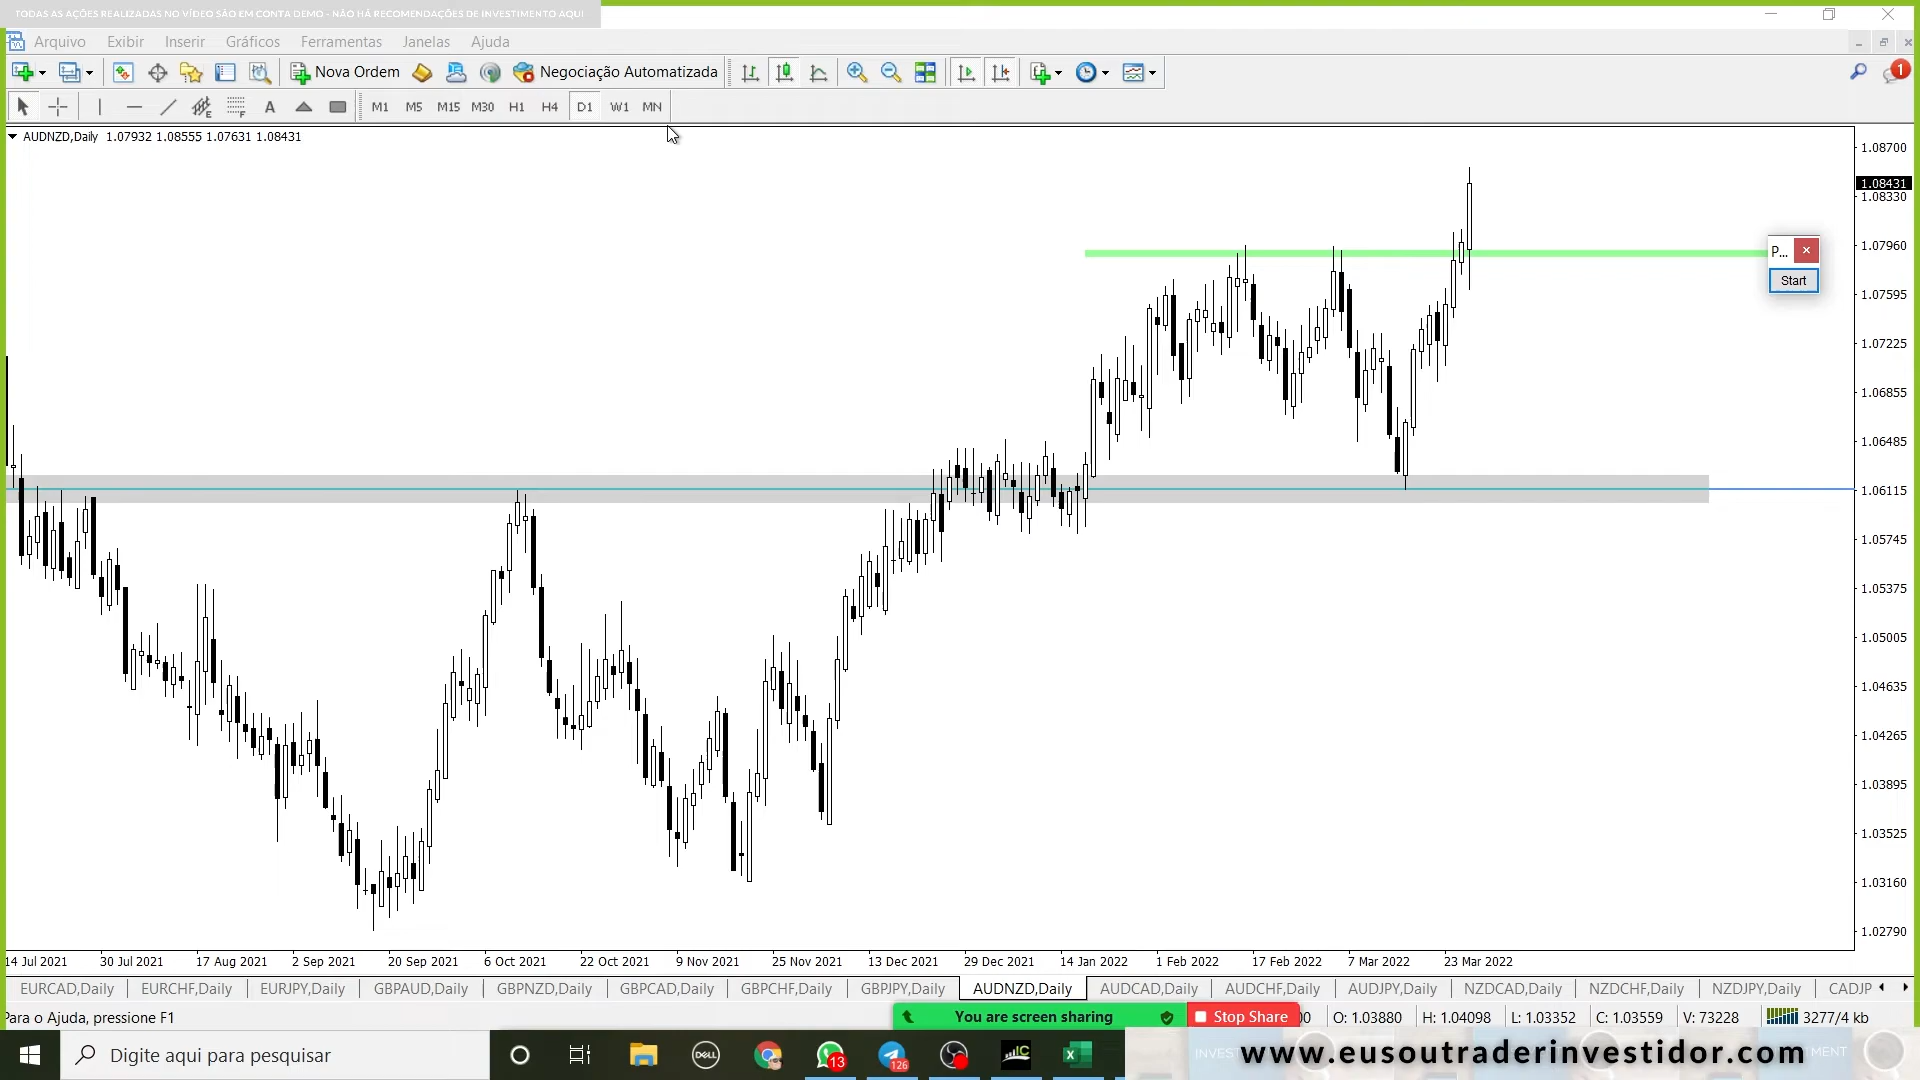 TODAS AS AÇÕES REALIZADAS NO VÍDEO SÃO EM CONTA DEMO - NÃO HÁ RECOMENDAÇÕES DE INVESTIMENTO AQUI
Arquivo Exibir Inserir Gráficos Ferramentas Janelas Ajuda
Nova Ordem Negociação Automatizada 1
A F M1 M5 M15 M30 H1 H4 D1 W1 MN
AUDNZD,Daily 1.07932 1.08555 1.07631 1.08431
1.08700
1.08431
1.08330
1.07960
P...
Start
1.07595
1.07225
1.06855
1.06485
1.06115
1.05745
1.05375
1.05005
1.04635
1.04265
1.03895
1.03525
1.03160
1.02790
14 Jul 2021 30 Jul 2021 17 Aug 2021 2 Sep 2021 20 Sep 2021 6 Oct 2021 22 Oct 2021 9 Nov 2021 25 Nov 2021 13 Dec 2021 29 Dec 2021 14 Jan 2022 1 Feb 2022 17 Feb 2022 7 Mar 2022 23 Mar 2022
EURCAD,Daily EURCHF,Daily EURJPY,Daily GBPAUD,Daily GBPNZD,Daily GBPCAD,Daily GBPCHF,Daily GBPJPY,Daily AUDNZD,Daily AUDCAD,Daily AUDCHF,Daily AUDJPY,Daily NZDCAD,Daily NZDCHF,Daily NZDJPY,Daily CADJP
Para o Ajuda, pressione F1 You are screen sharing Stop Share 00 O: 1.03880 H: 1.04098 L: 1.03352 C: 1.03559 V: 73228 3277/4 kb
Digite aqui para pesquisar DELL 13 126 IC www.eusoutraderinvestidor.com